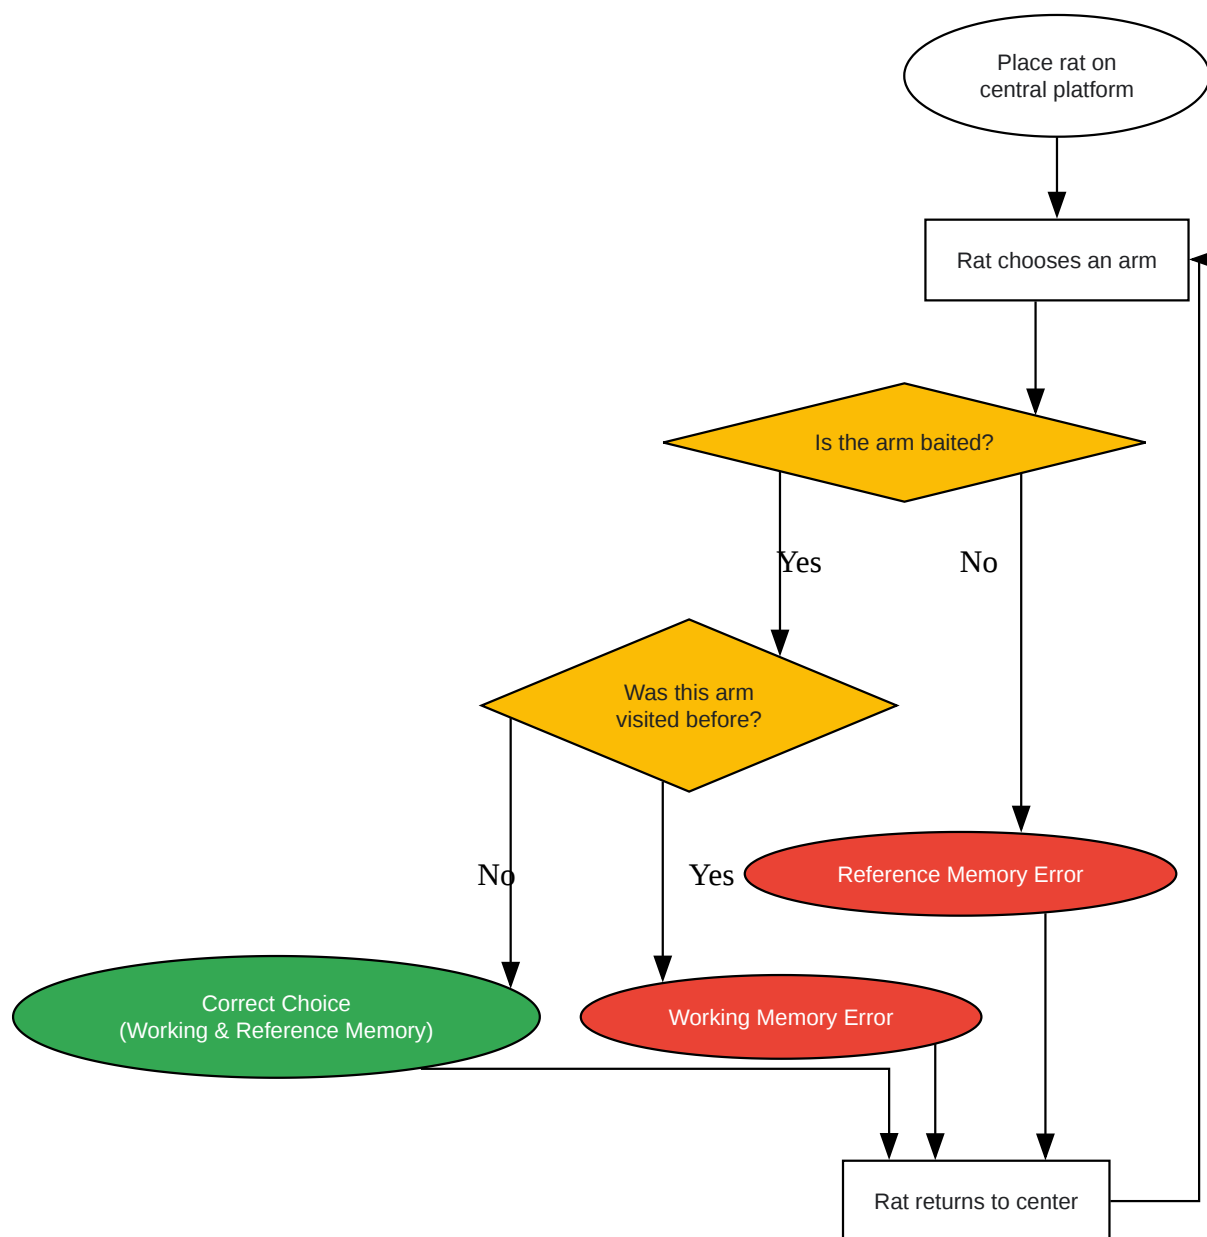 Place rat on
central platform
Rat chooses an arm
Is the arm baited?
Yes
No
Was this arm
visited before?
No
Yes
Reference Memory Error
Correct Choice
(Working & Reference Memory)
Working Memory Error
Rat returns to center